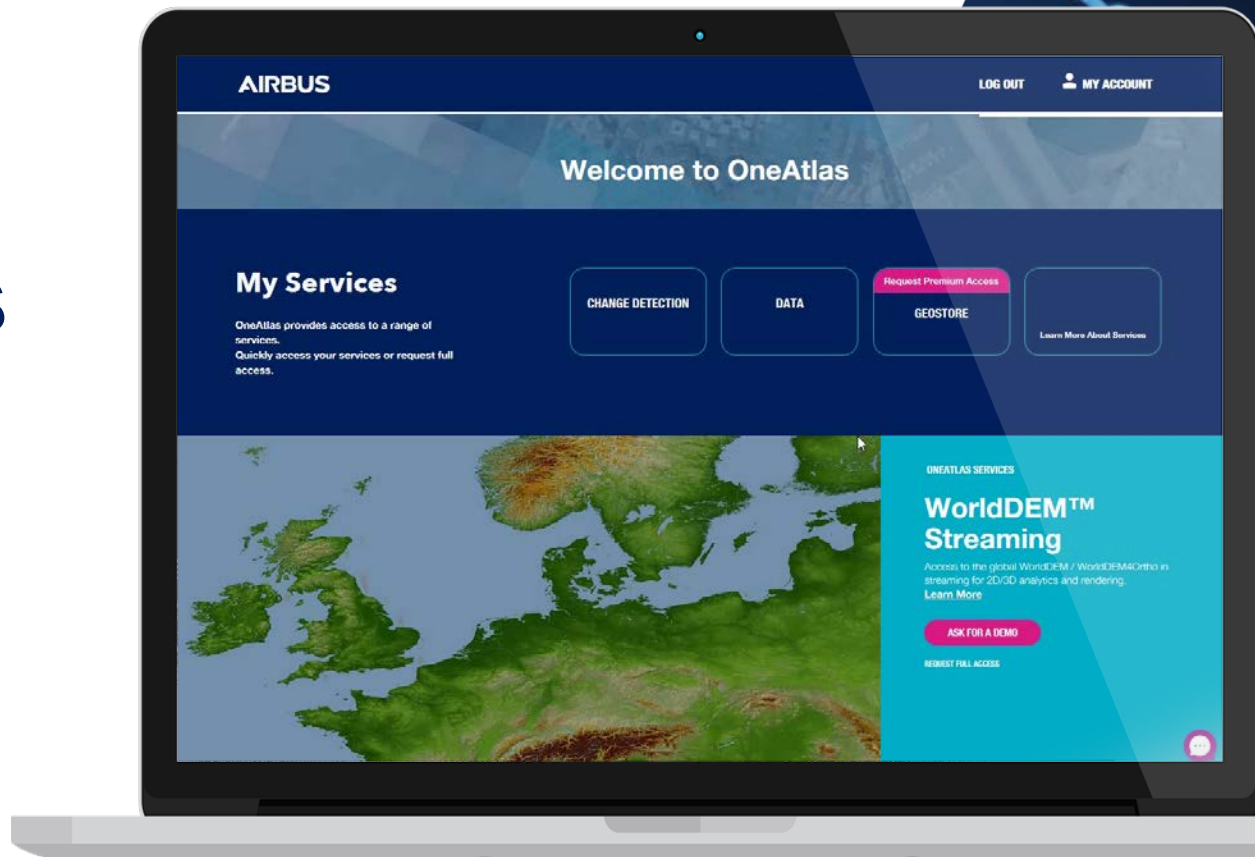 S
AIRBUS
LOG OUT
MY ACCOUNT
Welcome to OneAtlas
My Services
OneAtlas provides access to a range of
services.
Quickly access your services or request full
access.
CHANGE DETECTION
DATA
Request Premium Access
GEOSTORE
Learn More About Services
ONEATLAS SERVICES
WorldDEM™
Streaming
Access to the global WorldDEM / WorldDEM4Ortho in
streaming for 2D/3D analytics and rendering.
Learn More
ASK FOR A DEMO
REQUEST FULL ACCESS